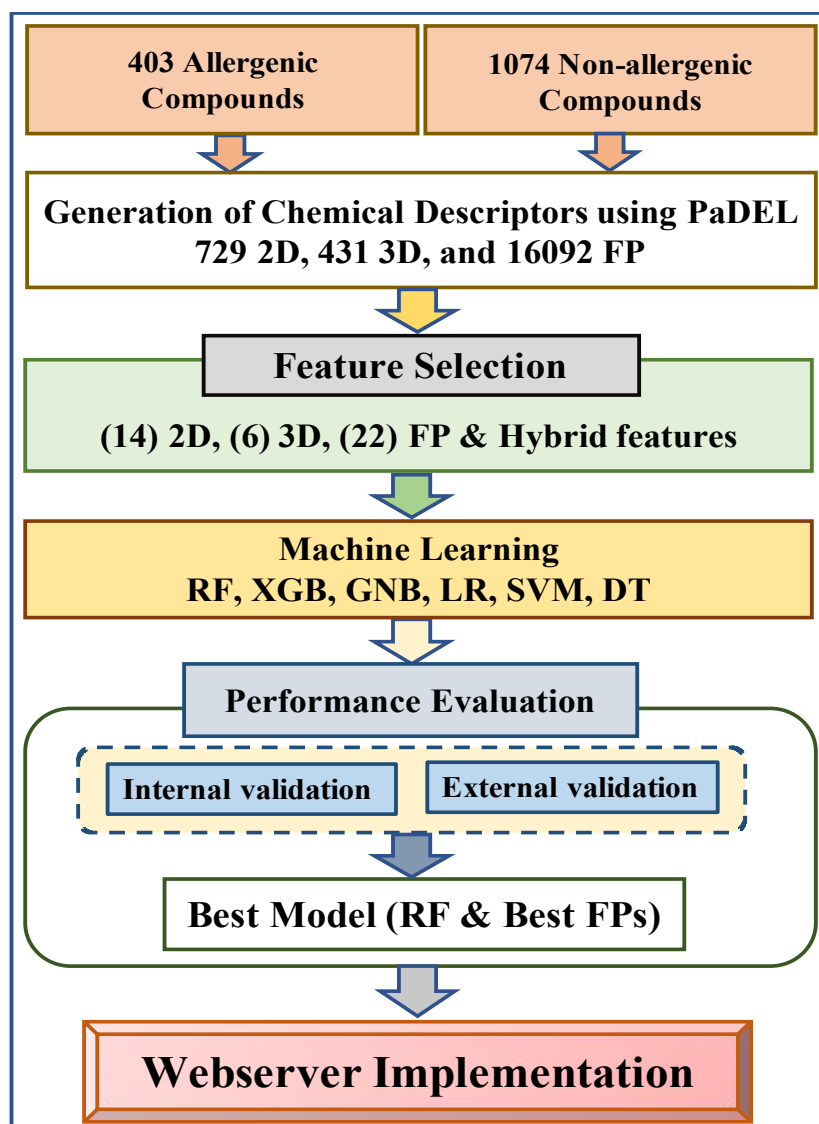 403 Allergenic
Compounds
1074 Non-allergenic
Compounds
Generation of Chemical Descriptors using PaDEL
729 2D, 431 3D, and 16092 FP
Feature Selection
(14) 2D, (6) 3D, (22) FP & Hybrid features
Machine Learning
RF, XGB, GNB, LR, SVM, DT
Performance Evaluation
Internal validation
External validation
Best Model (RF & Best FPs)
Webserver Implementation